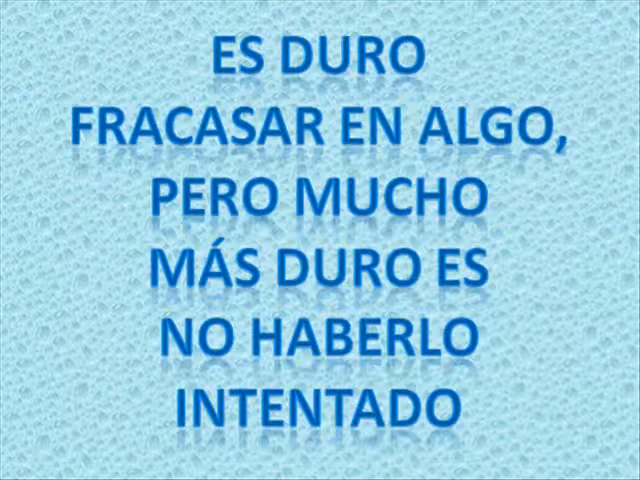 ES DURO
FRACASAR EN ALGO,
PERO MUCHO
MÁS DURO ES
NO HABERLO
INTENTADO